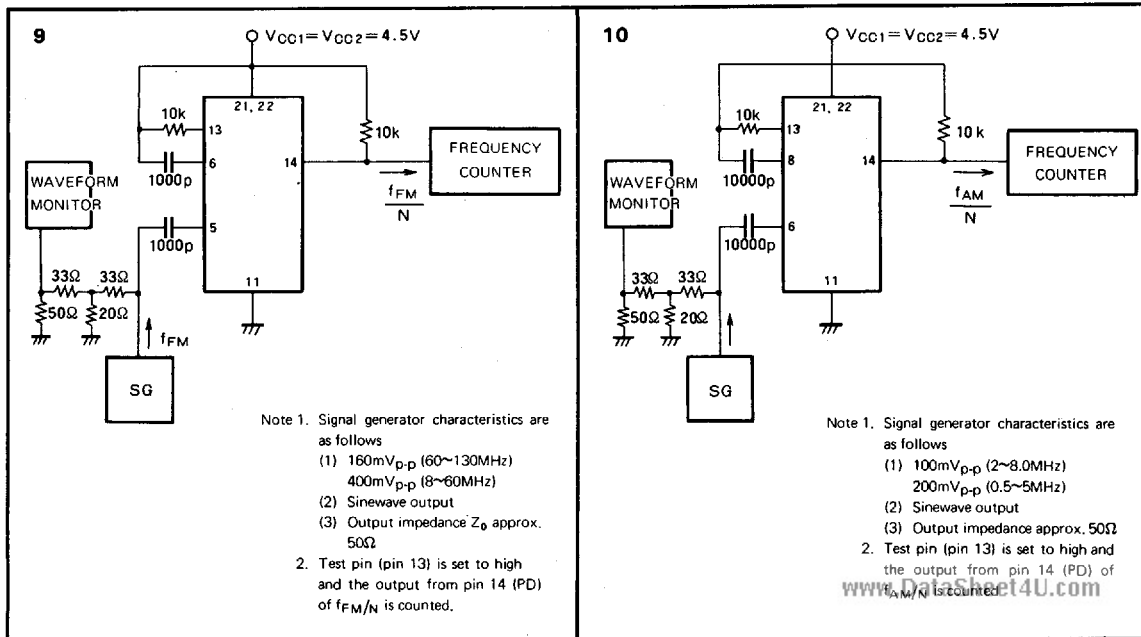 9
VCC1=VCC2=4.5V
21, 22
10k
13
10k
6
14
1000p
FREQUENCY
COUNTER
WAVEFORM
MONITOR
fFM
N
5
1000p
33Ω
33Ω
11
50Ω
20Ω
fFM
SG
Note 1. Signal generator characteristics are
as follows
(1) 160mVp-p (60~130MHz)
400mVp-p (8~60MHz)
(2) Sinewave output
(3) Output impedance Z0 approx.
50Ω
2. Test pin (pin 13) is set to high
and the output from pin 14 (PD)
of fFM/N is counted.
10
VCC1=VCC2=4.5V
21, 22
10k
13
10k
8
14
10000p
FREQUENCY
COUNTER
WAVEFORM
MONITOR
fAM
N
6
10000p
33Ω
33Ω
11
50Ω
20Ω
SG
Note 1. Signal generator characteristics are
as follows
(1) 100mVp-p (2~8.0MHz)
200mVp-p (0.5~5MHz)
(2) Sinewave output
(3) Output impedance approx. 50Ω
2. Test pin (pin 13) is set to high and
the output from pin 14 (PD) of
fAM/N is counted
www.DataSheet4U.com